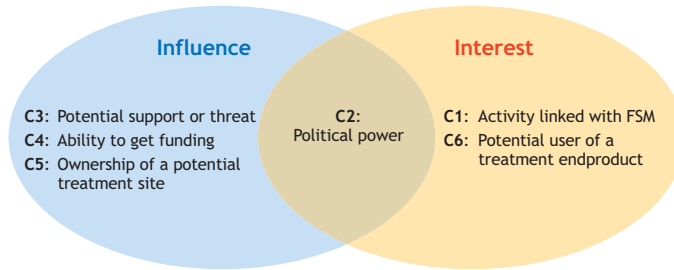 Influence
Interest
C3: Potential support or threat
C4: Ability to get funding
C5: Ownership of a potential
treatment site
C2:
Political power
C1: Activity linked with FSM
C6: Potential user of a
treatment endproduct